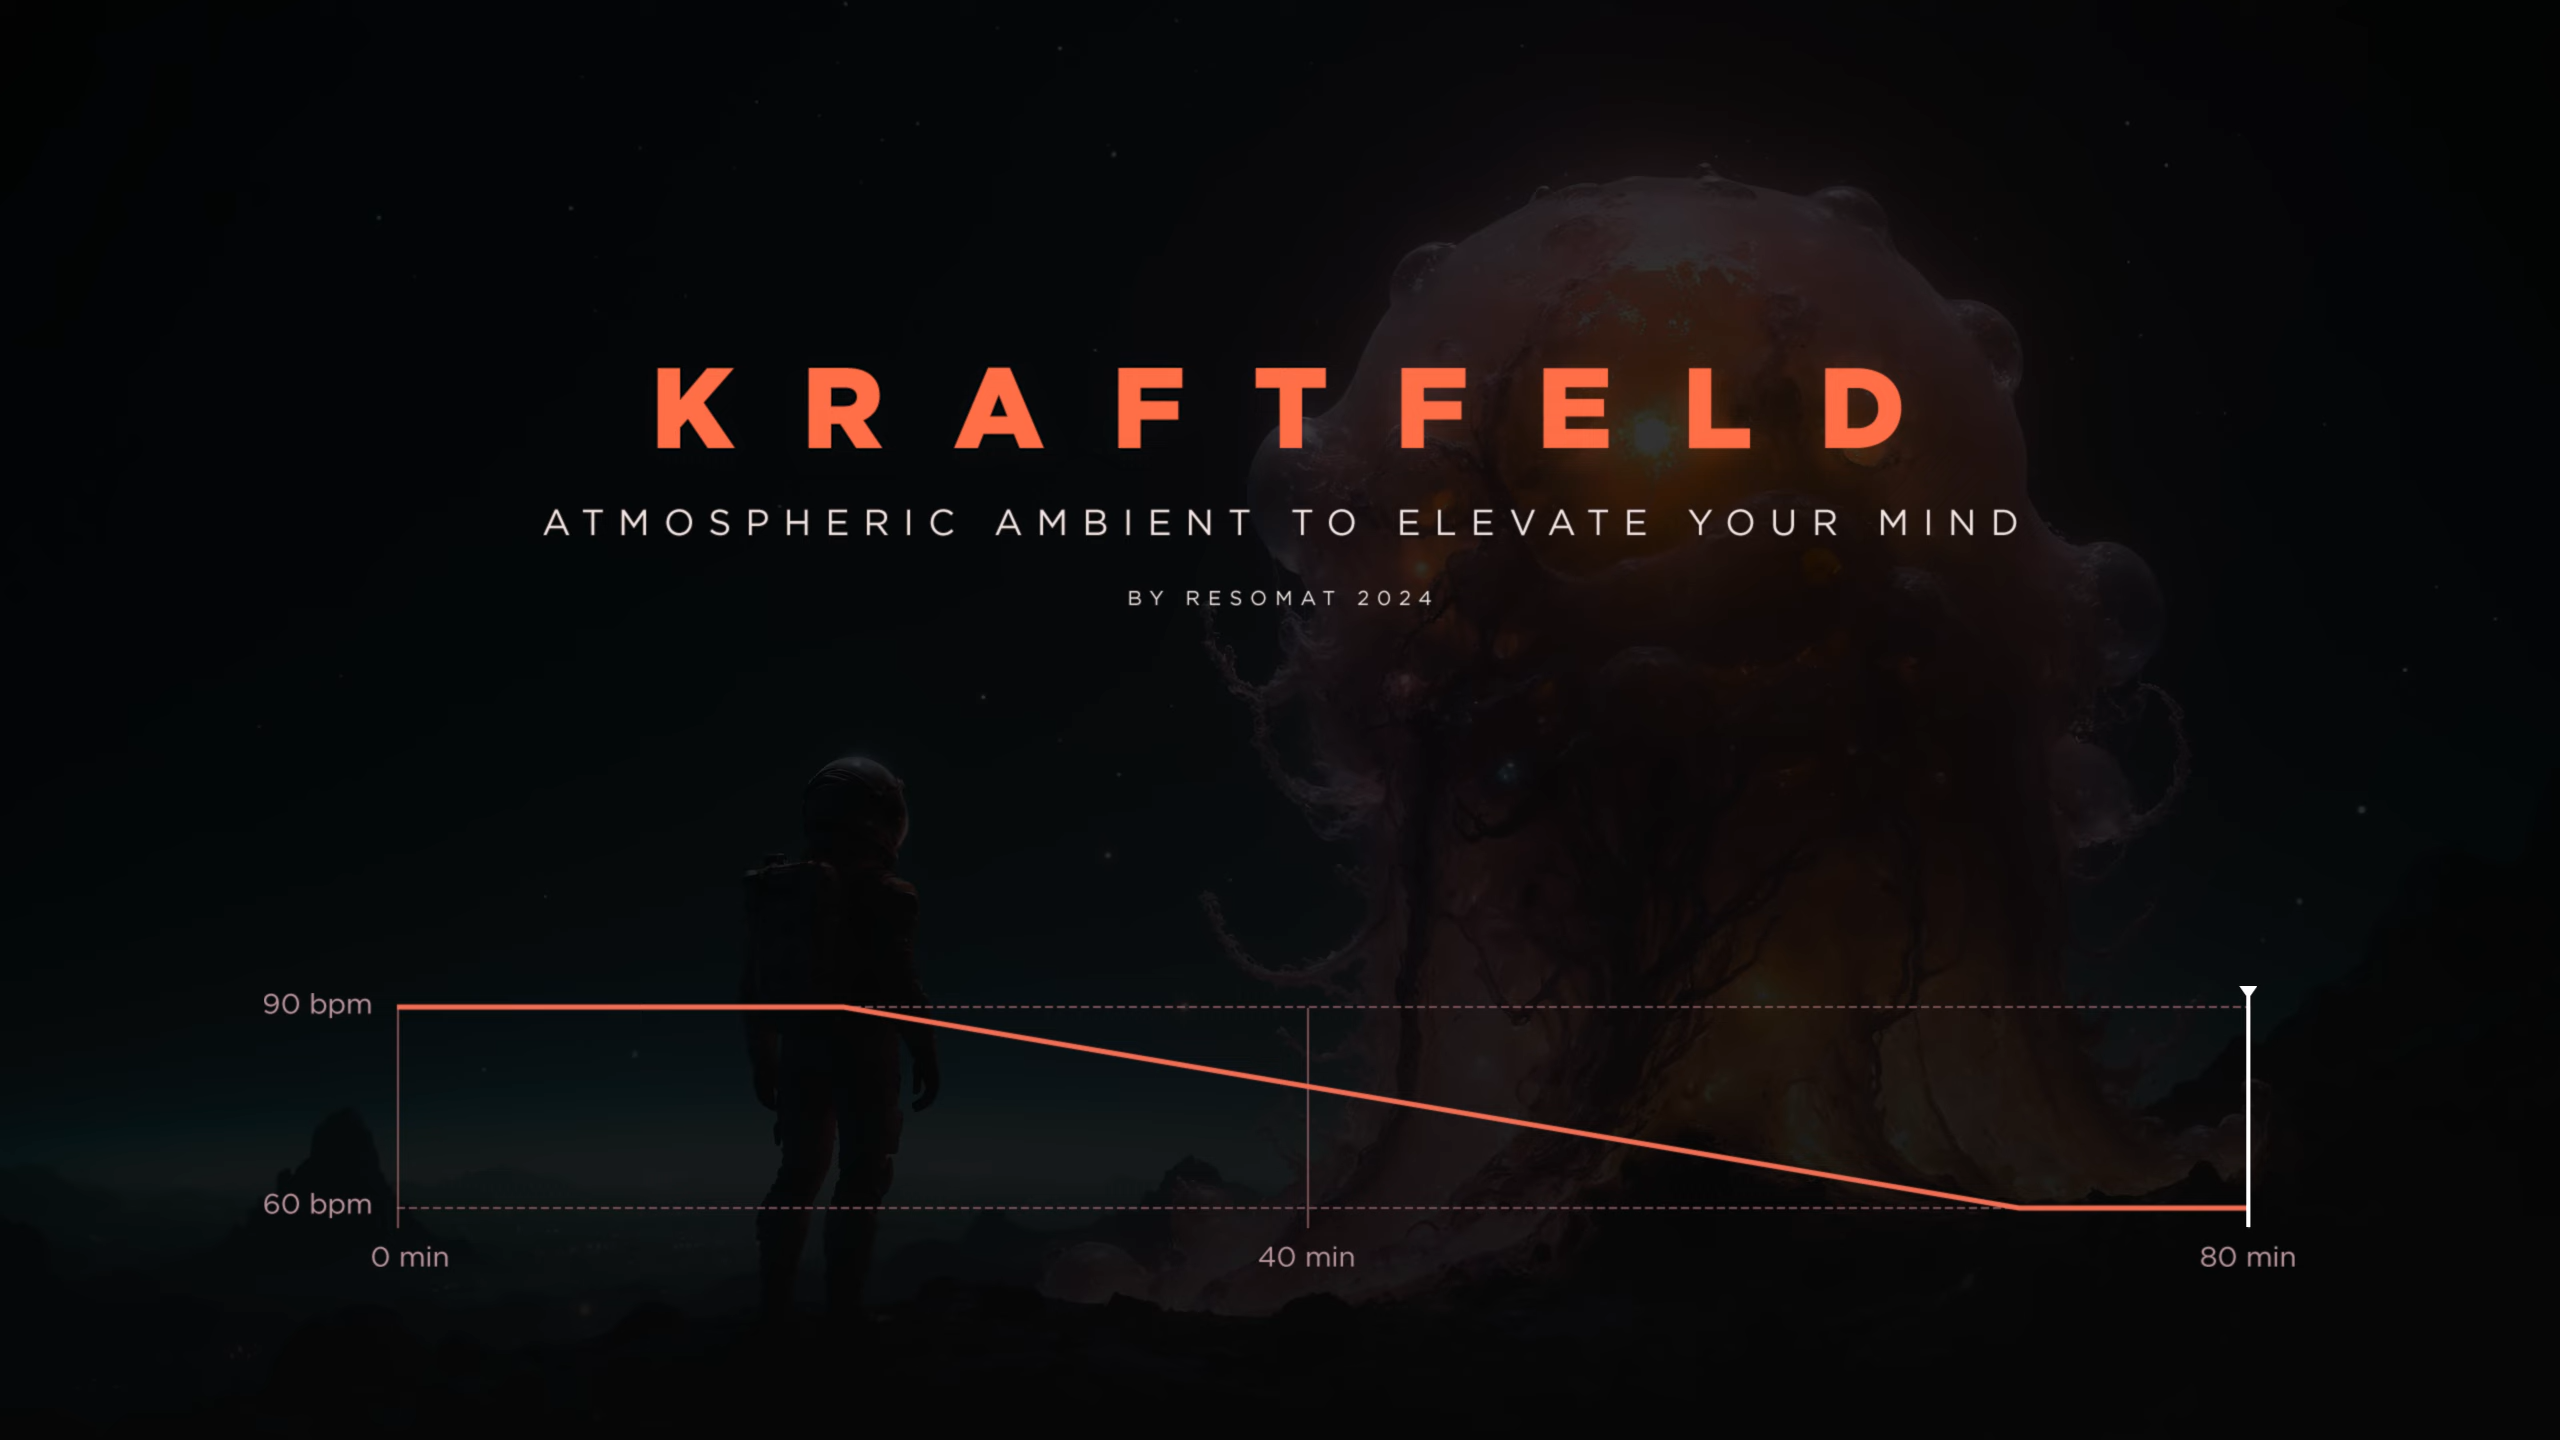 KRAFTFELD
ATMOSPHERIC AMBIENT TO ELEVATE YOUR MIND
BY RESOMAT 2024
90 bpm
60 bpm
0 min
40 min
80 min